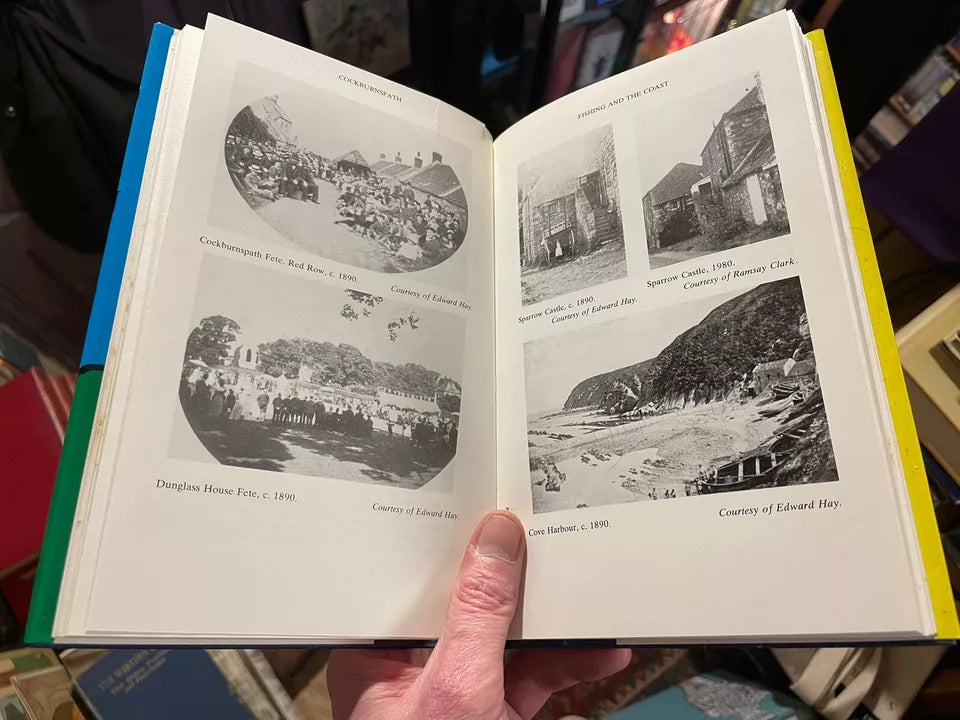 COCKBURNSPATH
Cockburnspath Fete, Red Row, c. 1890.
Courtesy of Edward Hay.
Dunglass House Fete, c. 1890.
Courtesy of Edward Hay.
FISHING AND THE COAST
Sparrow Castle, c. 1890.
Courtesy of Edward Hay.
Sparrow Castle, 1980.
Courtesy of Ramsay Clark.
Cove Harbour, c. 1890.
Courtesy of Edward Hay.